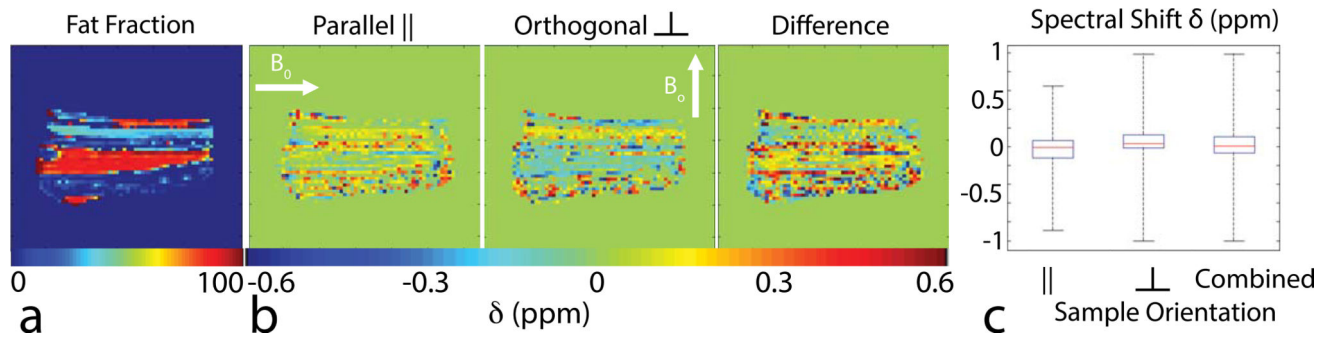 Fat Fraction
Parallel ||
Orthogonal ⊥
Difference
Spectral Shift δ (ppm)
B0
Bo
1
0.5
0
-0.5
-1
0
100
-0.6
-0.3
0
0.3
0.6
||
⊥
Combined
a
b
δ (ppm)
c
Sample Orientation